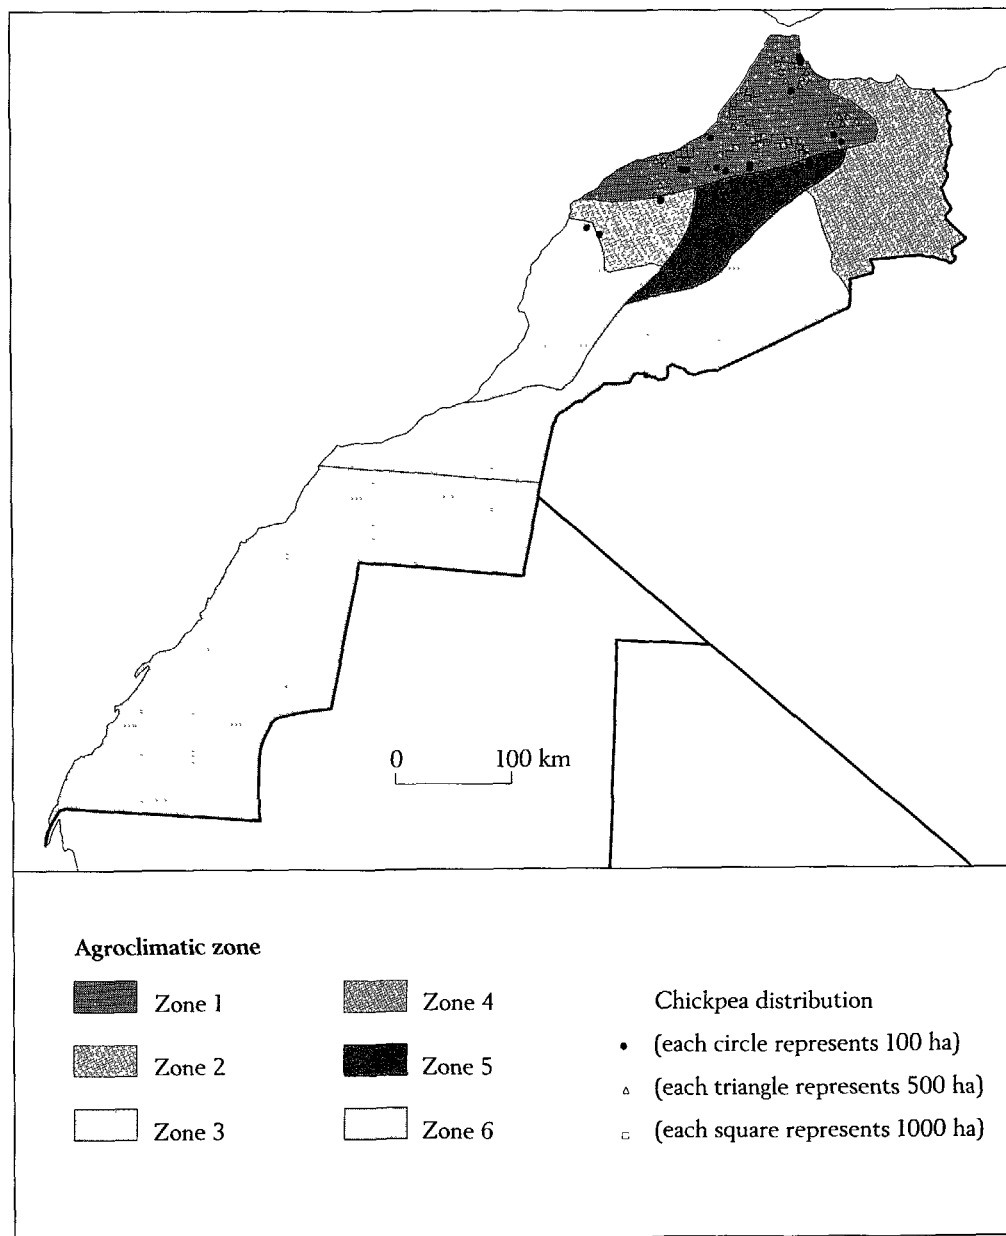 0 100 km
Agroclimatic zone
Zone 1
Zone 2
Zone 3
Zone 4
Zone 5
Zone 6
Chickpea distribution
(each circle represents 100 ha)
(each triangle represents 500 ha)
(each square represents 1000 ha)